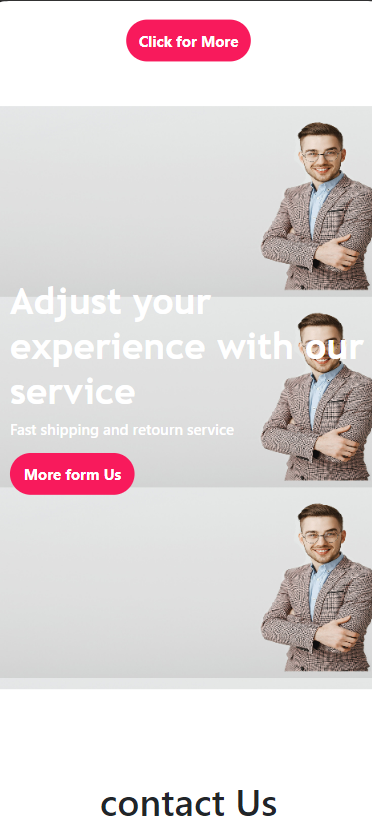 Click for More
Adjust your
experience with our
service
Fast shipping and retourn service
More form Us
contact Us